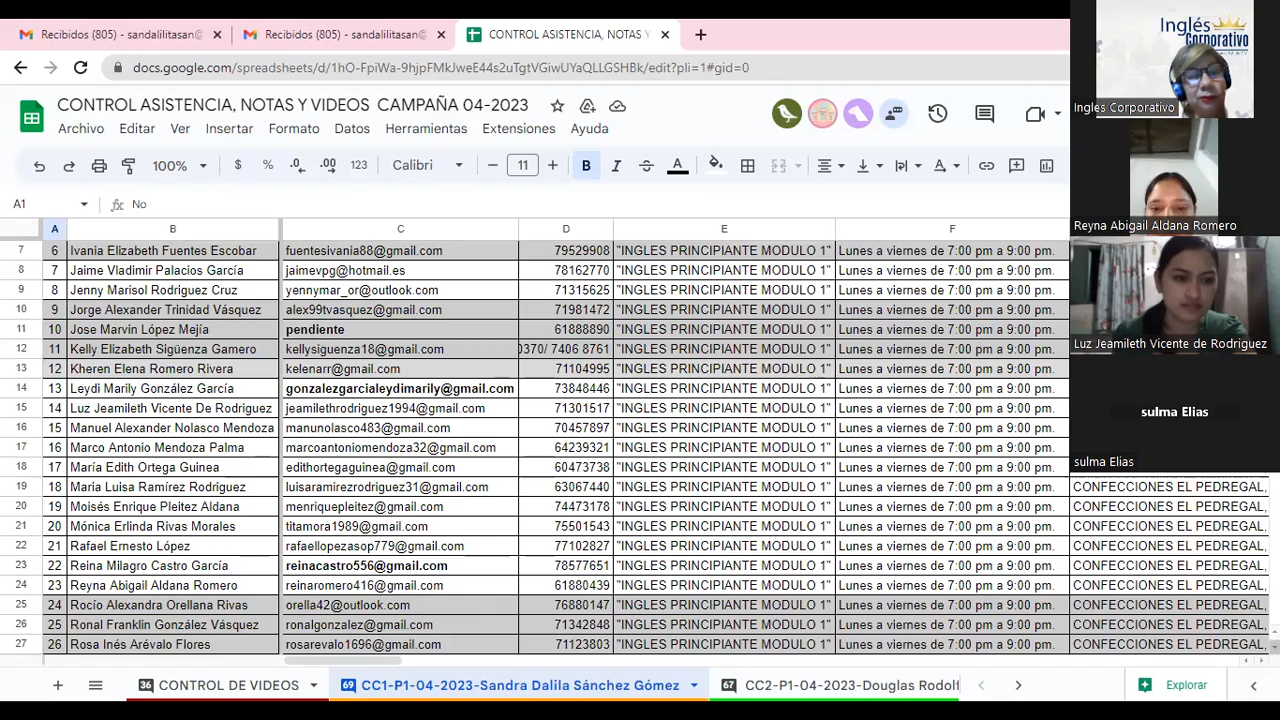 Recibidos (805) - sandalilitasan@ Recibidos (805) - sandalilitasan@ CONTROL ASISTENCIA, NOTAS Y
docs.google.com/spreadsheets/d/1hO-FpiWa-9hjpFMkJweE44s2uTgtVGiwUYaQLLGSHBk/edit?pli=1#gid=0
CONTROL ASISTENCIA, NOTAS Y VIDEOS CAMPAÑA 04-2023
Archivo Editar Ver Insertar Formato Datos Herramientas Extensiones Ayuda
100% $ % .0 .00 123 Calibri 11 B I A
A1 fx No
A B C D E F
7 6 Ivania Elizabeth Fuentes Escobar fuentesivania88@gmail.com 79529908 "INGLES PRINCIPIANTE MODULO 1" Lunes a viernes de 7:00 pm a 9:00 pm.
8 7 Jaime Vladimir Palacios García jaimevpg@hotmail.es 78162770 "INGLES PRINCIPIANTE MODULO 1" Lunes a viernes de 7:00 pm a 9:00 pm.
9 8 Jenny Marisol Rodriguez Cruz yennymar_or@outlook.com 71315625 "INGLES PRINCIPIANTE MODULO 1" Lunes a viernes de 7:00 pm a 9:00 pm.
10 9 Jorge Alexander Trinidad Vásquez alex99tvasquez@gmail.com 71981472 "INGLES PRINCIPIANTE MODULO 1" Lunes a viernes de 7:00 pm a 9:00 pm.
11 10 Jose Marvin López Mejía pendiente 61888890 "INGLES PRINCIPIANTE MODULO 1" Lunes a viernes de 7:00 pm a 9:00 pm.
12 11 Kelly Elizabeth Sigüenza Gamero kellysiguenza18@gmail.com 0370/ 7406 8761 "INGLES PRINCIPIANTE MODULO 1" Lunes a viernes de 7:00 pm a 9:00 pm.
13 12 Kheren Elena Romero Rivera kelenarr@gmail.com 71104995 "INGLES PRINCIPIANTE MODULO 1" Lunes a viernes de 7:00 pm a 9:00 pm.
14 13 Leydi Marily González García gonzalezgarcialeydimarily@gmail.com 73848446 "INGLES PRINCIPIANTE MODULO 1" Lunes a viernes de 7:00 pm a 9:00 pm.
15 14 Luz Jeamileth Vicente De Rodriguez jeamilethrodriguez1994@gmail.com 71301517 "INGLES PRINCIPIANTE MODULO 1" Lunes a viernes de 7:00 pm a 9:00 pm.
16 15 Manuel Alexander Nolasco Mendoza manunolasco483@gmail.com 70457897 "INGLES PRINCIPIANTE MODULO 1" Lunes a viernes de 7:00 pm a 9:00 pm.
17 16 Marco Antonio Mendoza Palma marcoantoniomendoza32@gmail.com 64239321 "INGLES PRINCIPIANTE MODULO 1" Lunes a viernes de 7:00 pm a 9:00 pm.
18 17 María Edith Ortega Guinea edithortegaguinea@gmail.com 60473738 "INGLES PRINCIPIANTE MODULO 1" Lunes a viernes de 7:00 pm a 9:00 pm.
19 18 Maria Luisa Ramírez Rodriguez luisaramirezrodriguez31@gmail.com 63067440 "INGLES PRINCIPIANTE MODULO 1" Lunes a viernes de 7:00 pm a 9:00 pm. CONFECCIONES EL PEDREGAL,
20 19 Moisés Enrique Pleitez Aldana menriquepleitez@gmail.com 74473178 "INGLES PRINCIPIANTE MODULO 1" Lunes a viernes de 7:00 pm a 9:00 pm. CONFECCIONES EL PEDREGAL,
21 20 Mónica Erlinda Rivas Morales titamora1989@gmail.com 75501543 "INGLES PRINCIPIANTE MODULO 1" Lunes a viernes de 7:00 pm a 9:00 pm. CONFECCIONES EL PEDREGAL,
22 21 Rafael Ernesto López rafaellopezasop779@gmail.com 77102827 "INGLES PRINCIPIANTE MODULO 1" Lunes a viernes de 7:00 pm a 9:00 pm. CONFECCIONES EL PEDREGAL,
23 22 Reina Milagro Castro García reinacastro556@gmail.com 78577651 "INGLES PRINCIPIANTE MODULO 1" Lunes a viernes de 7:00 pm a 9:00 pm. CONFECCIONES EL PEDREGAL,
24 23 Reyna Abigail Aldana Romero reinaromero416@gmail.com 61880439 "INGLES PRINCIPIANTE MODULO 1" Lunes a viernes de 7:00 pm a 9:00 pm. CONFECCIONES EL PEDREGAL,
25 24 Rocío Alexandra Orellana Rivas orella42@outlook.com 76880147 "INGLES PRINCIPIANTE MODULO 1" Lunes a viernes de 7:00 pm a 9:00 pm. CONFECCIONES EL PEDREGAL,
26 25 Ronal Franklin González Vásquez ronalgonzalez@gmail.com 71342848 "INGLES PRINCIPIANTE MODULO 1" Lunes a viernes de 7:00 pm a 9:00 pm. CONFECCIONES EL PEDREGAL,
27 26 Rosa Inés Arévalo Flores rosarevalo1696@gmail.com 71123803 "INGLES PRINCIPIANTE MODULO 1" Lunes a viernes de 7:00 pm a 9:00 pm. CONFECCIONES EL PEDREGAL,
36 CONTROL DE VIDEOS 69 CC1-P1-04-2023-Sandra Dalila Sánchez Gómez 67 CC2-P1-04-2023-Douglas Rodolf Explorar
Inglés
Corporativo
Ingles Corporativo
Reyna Abigail Aldana Romero
Luz Jeamileth Vicente de Rodríguez
sulma Elias
sulma Elias